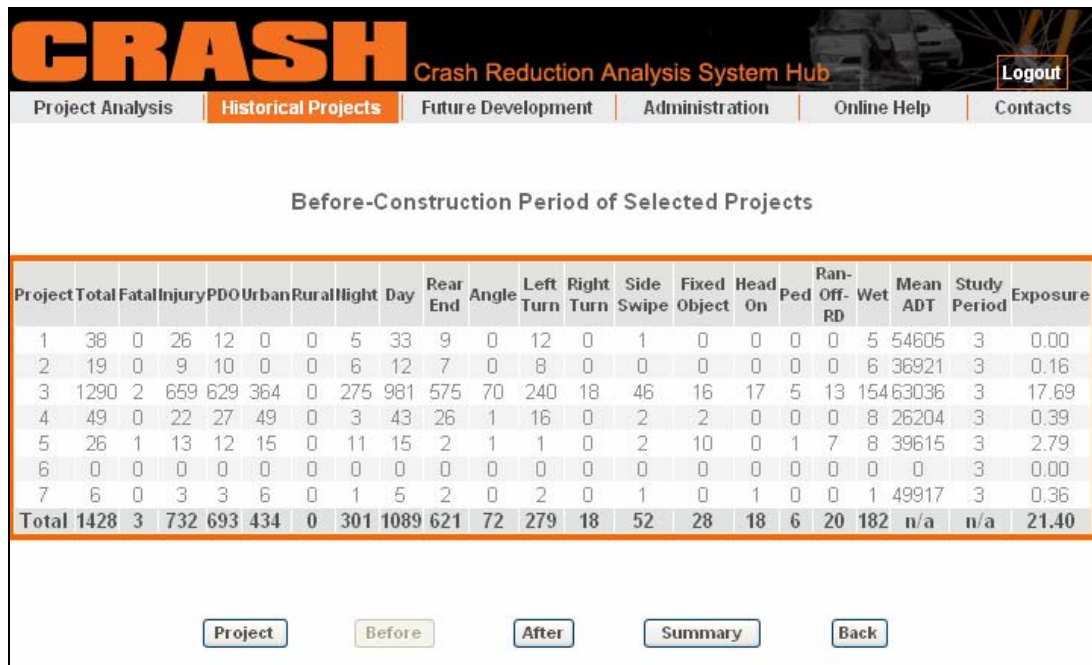 CRASH Crash Reduction Analysis System Hub Logout
Project Analysis Historical Projects Future Development Administration Online Help Contacts
Before-Construction Period of Selected Projects
Project Total Fatal Injury PDO Urban Rural Night Day Rear End Angle Left Turn Right Turn Side Swipe Fixed Object Head On Ped Ran-Off-RD Wet Mean ADT Study Period Exposure
1 38 0 26 12 0 0 5 33 9 0 12 0 1 0 0 0 0 5 54605 3 0.00
2 19 0 9 10 0 0 6 12 7 0 8 0 0 0 0 0 0 6 36921 3 0.16
3 1290 2 659 629 364 0 275 981 575 70 240 18 46 16 17 5 13 154 63036 3 17.69
4 49 0 22 27 49 0 3 43 26 1 16 0 2 2 0 0 0 8 26204 3 0.39
5 26 1 13 12 15 0 11 15 2 1 1 0 2 10 0 1 7 8 39615 3 2.79
6 0 0 0 0 0 0 0 0 0 0 0 0 0 0 0 0 0 0 0 3 0.00
7 6 0 3 3 6 0 1 5 2 0 2 0 1 0 1 0 0 1 49917 3 0.36
Total 1428 3 732 693 434 0 301 1089 621 72 279 18 52 28 18 6 20 182 n/a n/a 21.40
Project Before After Summary Back